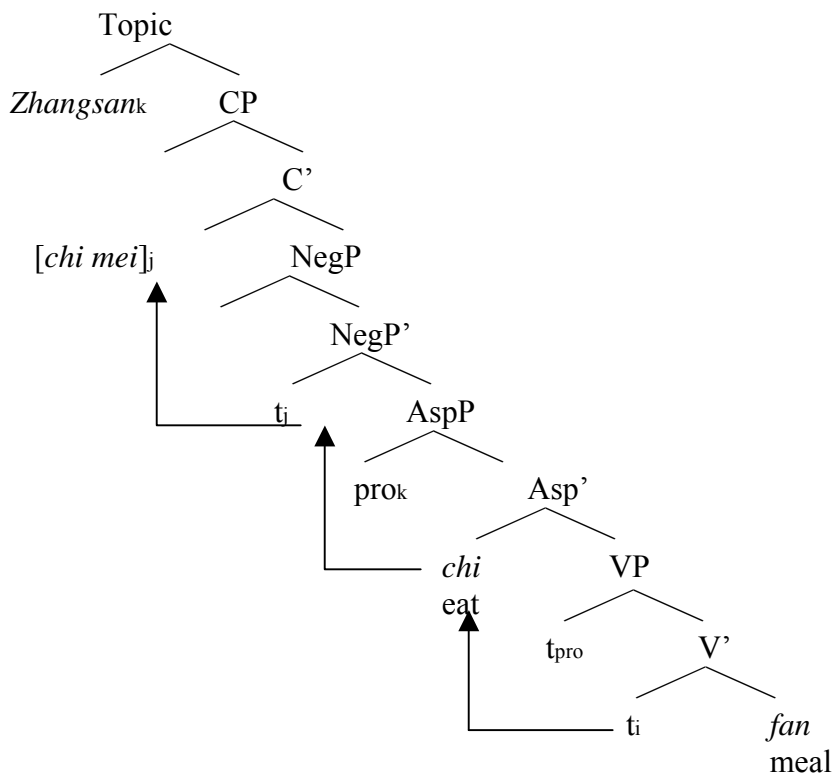 Topic
Zhangsank CP
C’
[chi mei]j NegP
NegP’
tj AspP
prok Asp’
chi VP
eat
tpro V’
ti fan
meal